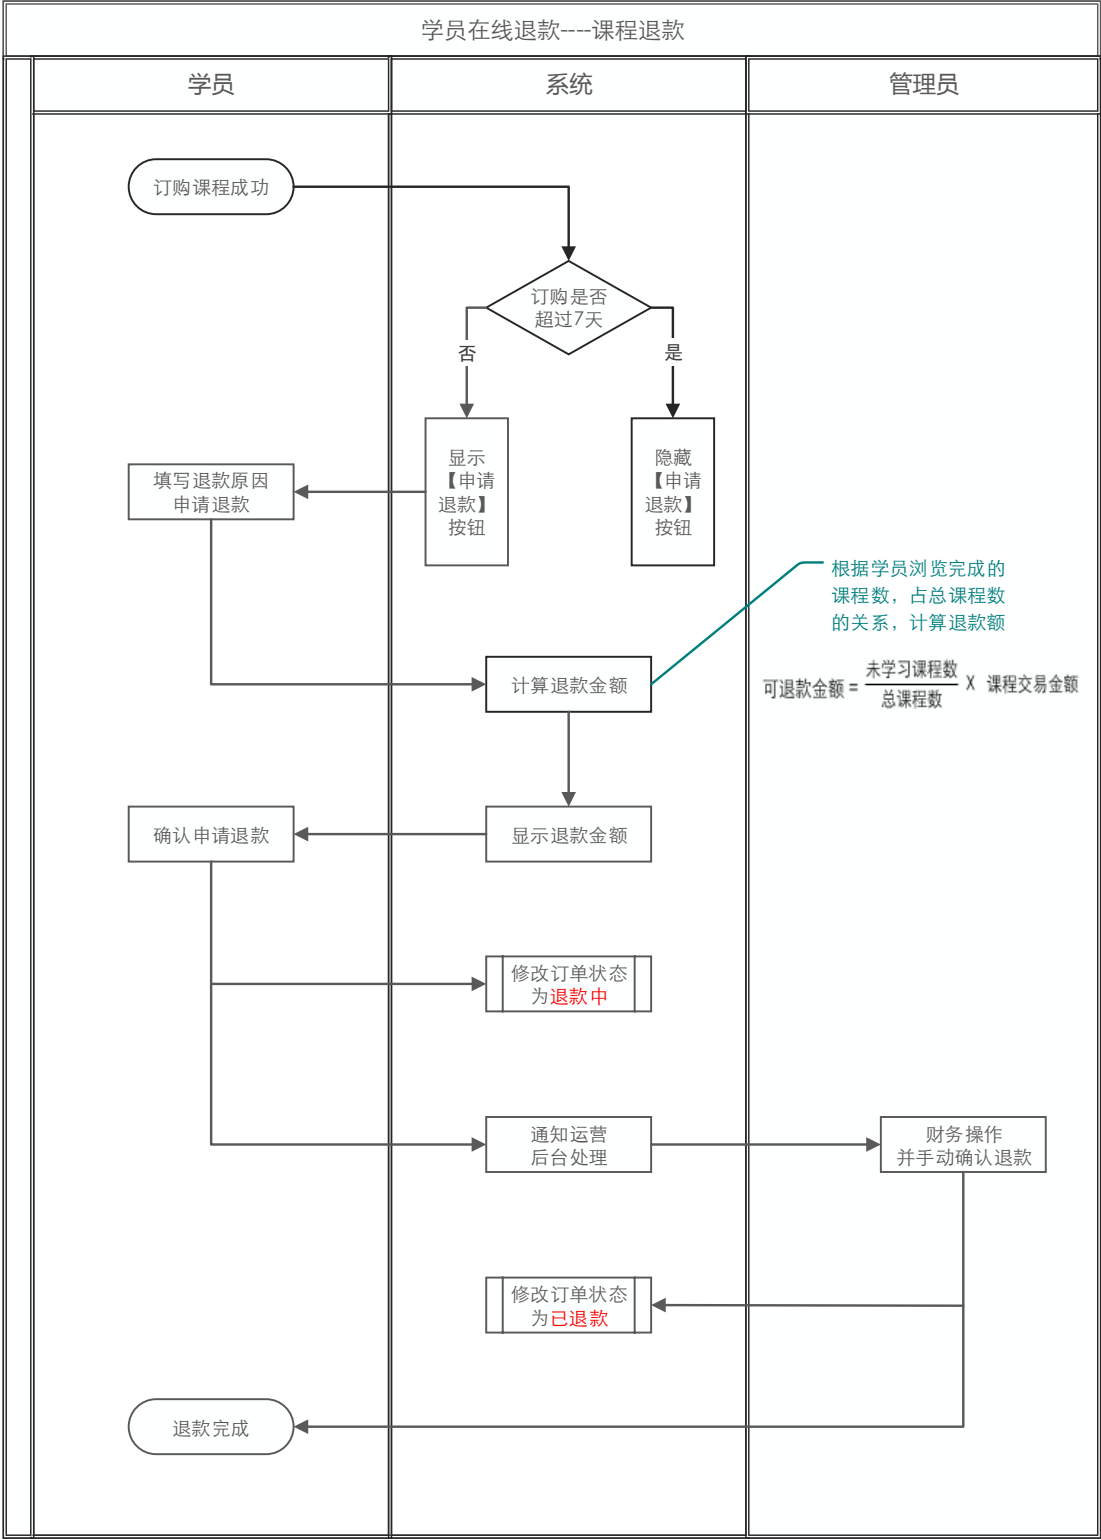 学员在线退款----课程退款
学员
系统
管理员
订购课程成功
订购是否
超过7天
否
是
显示
【申请
退款】
按钮
隐藏
【申请
退款】
按钮
填写退款原因
申请退款
根据学员浏览完成的
课程数，占总课程数
的关系，计算退款额
计算退款金额
可退款金额 =
未学习课程数
总课程数
X 课程交易金额
确认申请退款
显示退款金额
修改订单状态
为退款中
通知运营
后台处理
财务操作
并手动确认退款
修改订单状态
为已退款
退款完成